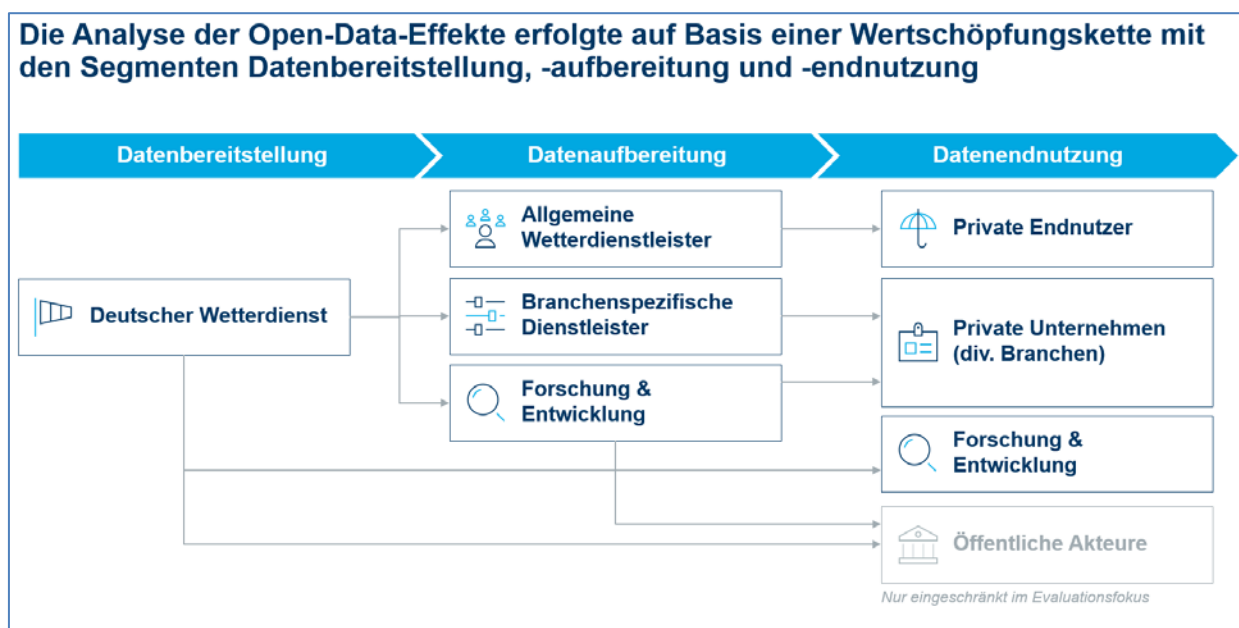 Die Analyse der Open-Data-Effekte erfolgte auf Basis einer Wertschöpfungskette mit
den Segmenten Datenbereitstellung, -aufbereitung und -endnutzung
Datenbereitstellung
Datenaufbereitung
Datenendnutzung
Deutscher Wetterdienst
Allgemeine
Wetterdienstleister
Branchenspezifische
Dienstleister
Forschung &
Entwicklung
Private Endnutzer
Private Unternehmen
(div. Branchen)
Forschung &
Entwicklung
Öffentliche Akteure
Nur eingeschränkt im Evaluationsfokus